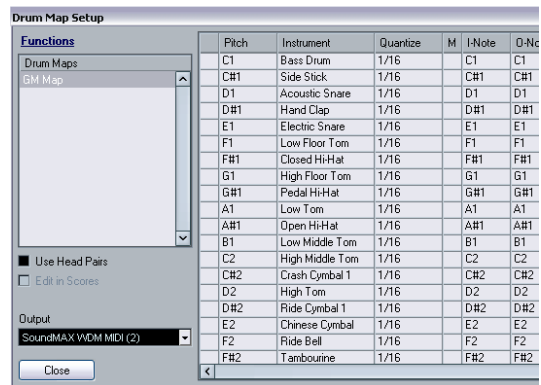 Drum Map Setup
Functions
Drum Maps
GM Map
Use Head Pairs
Edit in Scores
Output
SoundMAX WDM MIDI (2)
Close
Pitch Instrument Quantize M I-Note O-No
C1 Bass Drum 1/16 C1 C1
C#1 Side Stick 1/16 C#1 C#1
D1 Acoustic Snare 1/16 D1 D1
D#1 Hand Clap 1/16 D#1 D#1
E1 Electric Snare 1/16 E1 E1
F1 Low Floor Tom 1/16 F1 F1
F#1 Closed Hi-Hat 1/16 F#1 F#1
G1 High Floor Tom 1/16 G1 G1
G#1 Pedal Hi-Hat 1/16 G#1 G#1
A1 Low Tom 1/16 A1 A1
A#1 Open Hi-Hat 1/16 A#1 A#1
B1 Low Middle Tom 1/16 B1 B1
C2 High Middle Tom 1/16 C2 C2
C#2 Crash Cymbal 1 1/16 C#2 C#2
D2 High Tom 1/16 D2 D2
D#2 Ride Cymbal 1 1/16 D#2 D#2
E2 Chinese Cymbal 1/16 E2 E2
F2 Ride Bell 1/16 F2 F2
F#2 Tambourine 1/16 F#2 F#2